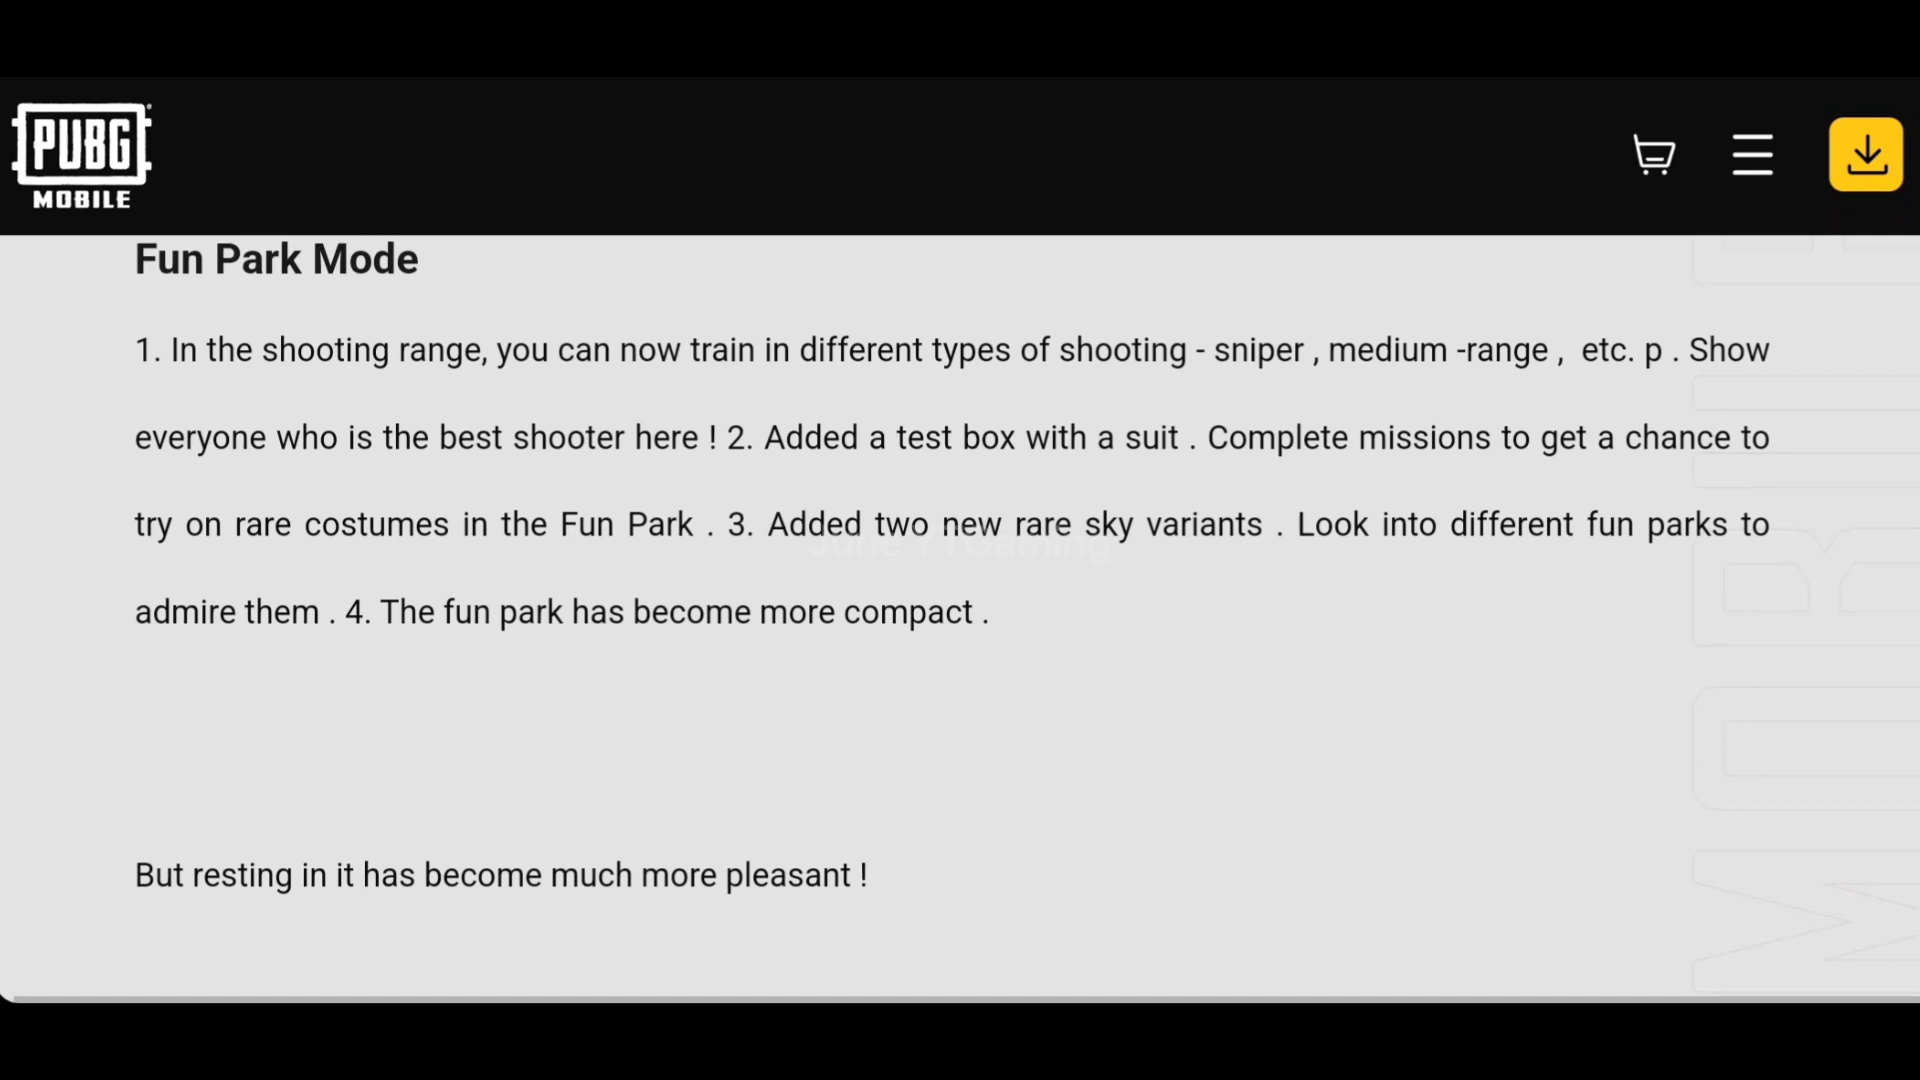 PUBG
MOBILE
Fun Park Mode
1. In the shooting range, you can now train in different types of shooting - sniper , medium -range ,  etc. p . Show
everyone who is the best shooter here ! 2. Added a test box with a suit . Complete missions to get a chance to
try on rare costumes in the Fun Park . 3. Added two new rare sky variants . Look into different fun parks to
admire them . 4. The fun park has become more compact .
But resting in it has become much more pleasant !
MOBILE